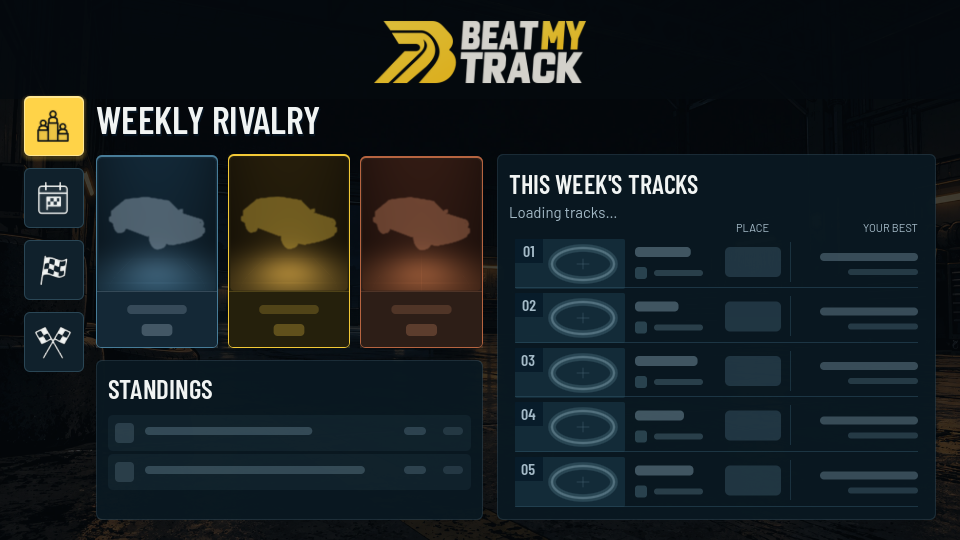 BEAT MY
TRACK
WEEKLY RIVALRY
STANDINGS
THIS WEEK'S TRACKS
Loading tracks...
PLACE YOUR BEST
01
02
03
04
05